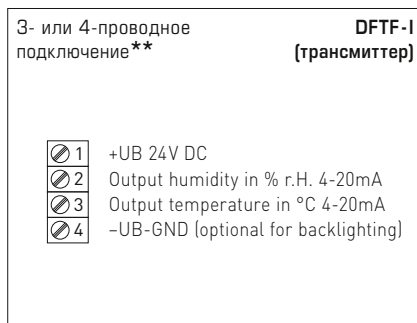 3- или 4-проводное
подключение**
DFTF-I
(трансмиттер)
1 +UB 24V DC
2 Output humidity in % r.H. 4-20mA
3 Output temperature in °C 4-20mA
4 –UB-GND (optional for backlighting)